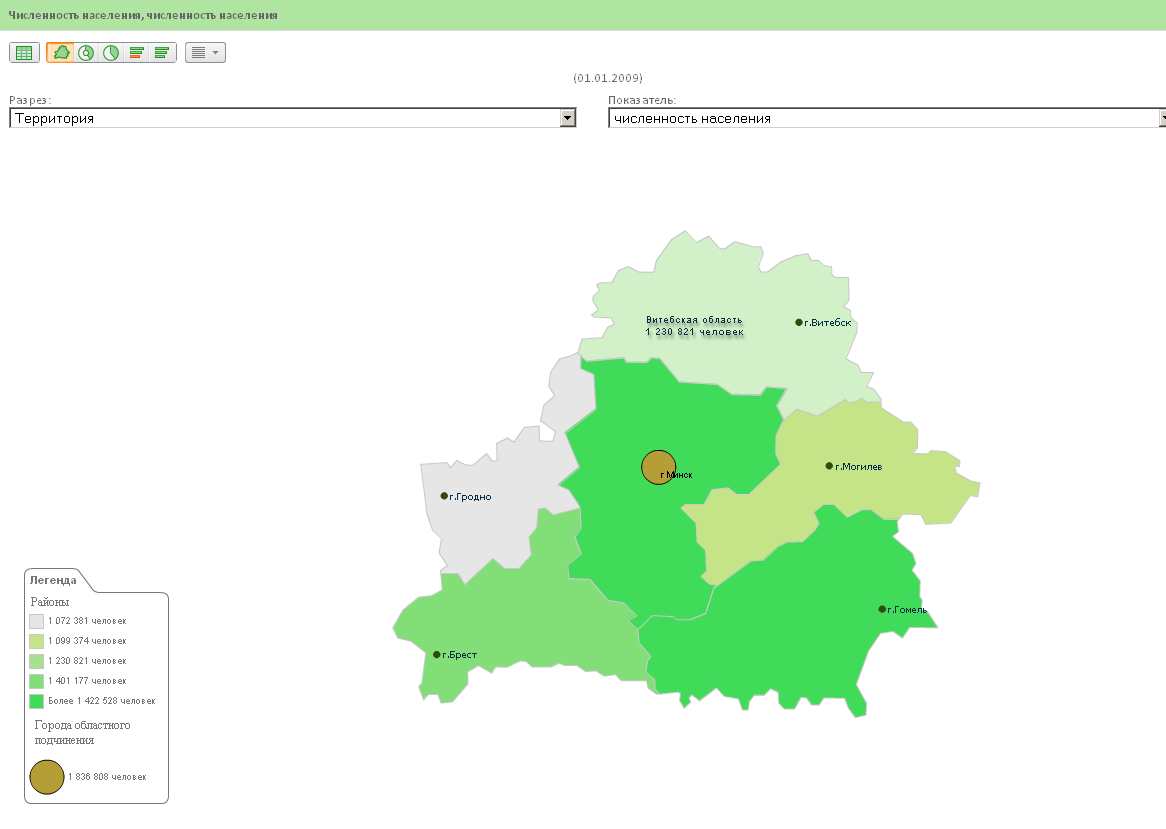 Численность населения, численность населения
(01.01.2009)
Разрез:
Показатель:
Территория
численность населения
Витебская область
1 230 821 человек
г.Витебск
г.Могилев
г Минск
г.Гродно
г.Гомель
г.Брест
Легенда
Районы
1 072 381 человек
1 099 374 человек
1 230 821 человек
1 401 177 человек
Более 1 422 528 человек
Города областного
подчинения
1 836 808 человек